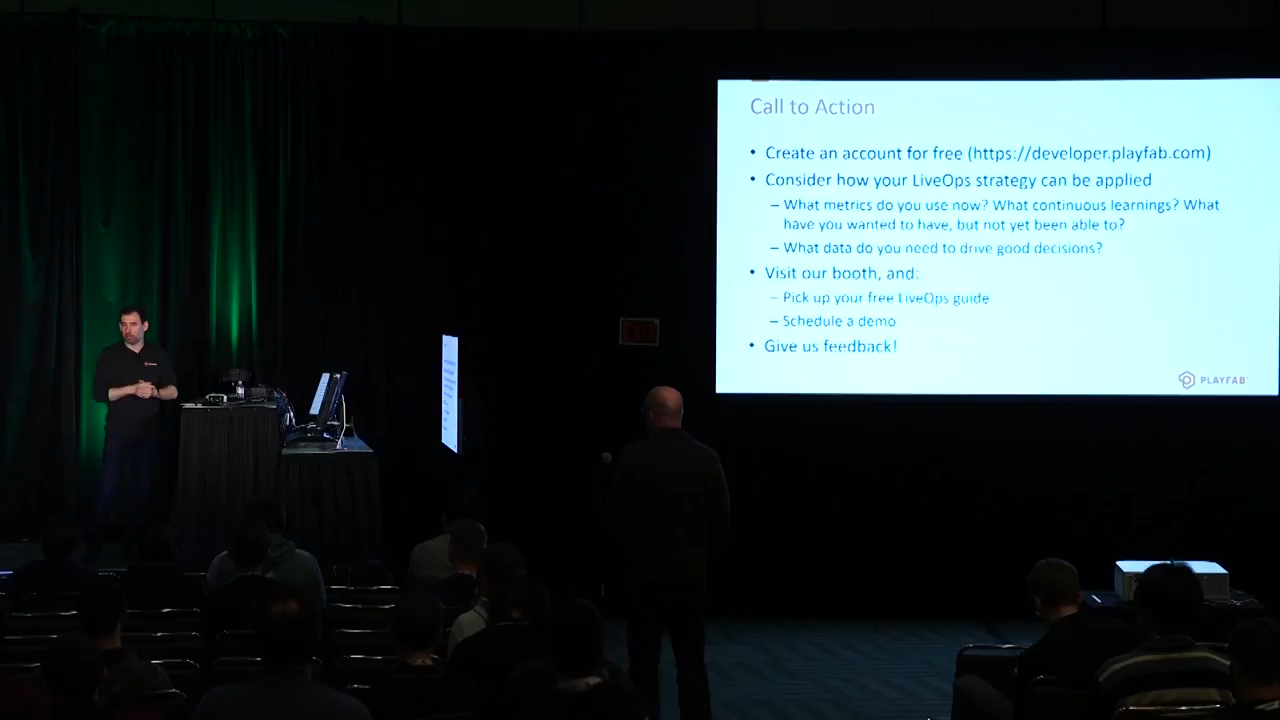 Call to Action
• Create an account for free (https://developer.playfab.com)
• Consider how your LiveOps strategy can be applied
– What metrics do you use now? What continuous learnings? What
have you wanted to have, but not yet been able to?
– What data do you need to drive good decisions?
• Visit our booth, and:
– Pick up your free LiveOps guide
– Schedule a demo
• Give us feedback!
PLAYFAB
EXIT